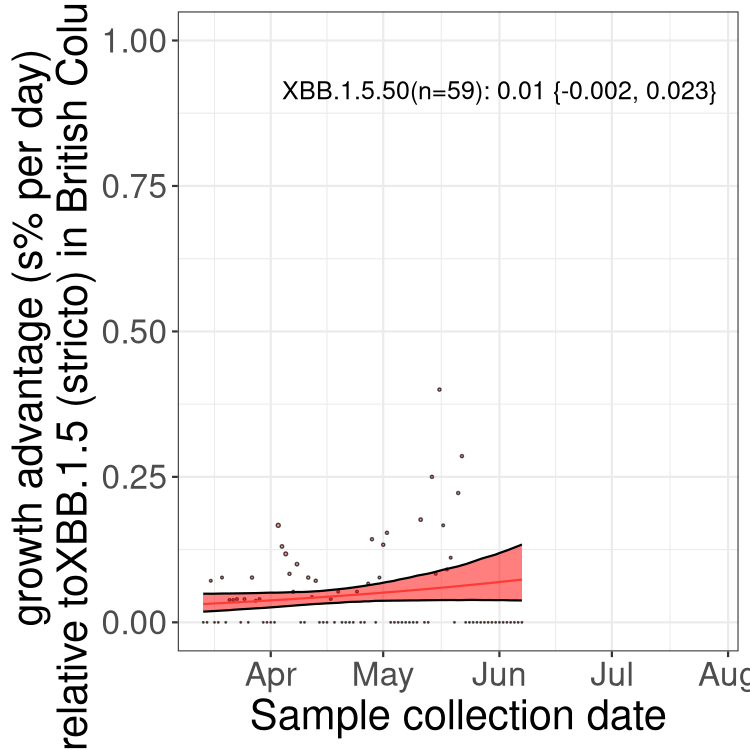 growth advantage (s% per day)
relative toXBB.1.5 (stricto) in British Colu
1.00
0.75
0.50
0.25
0.00
XBB.1.5.50(n=59): 0.01 {-0.002, 0.023}
Apr May Jun Jul Aug
Sample collection date